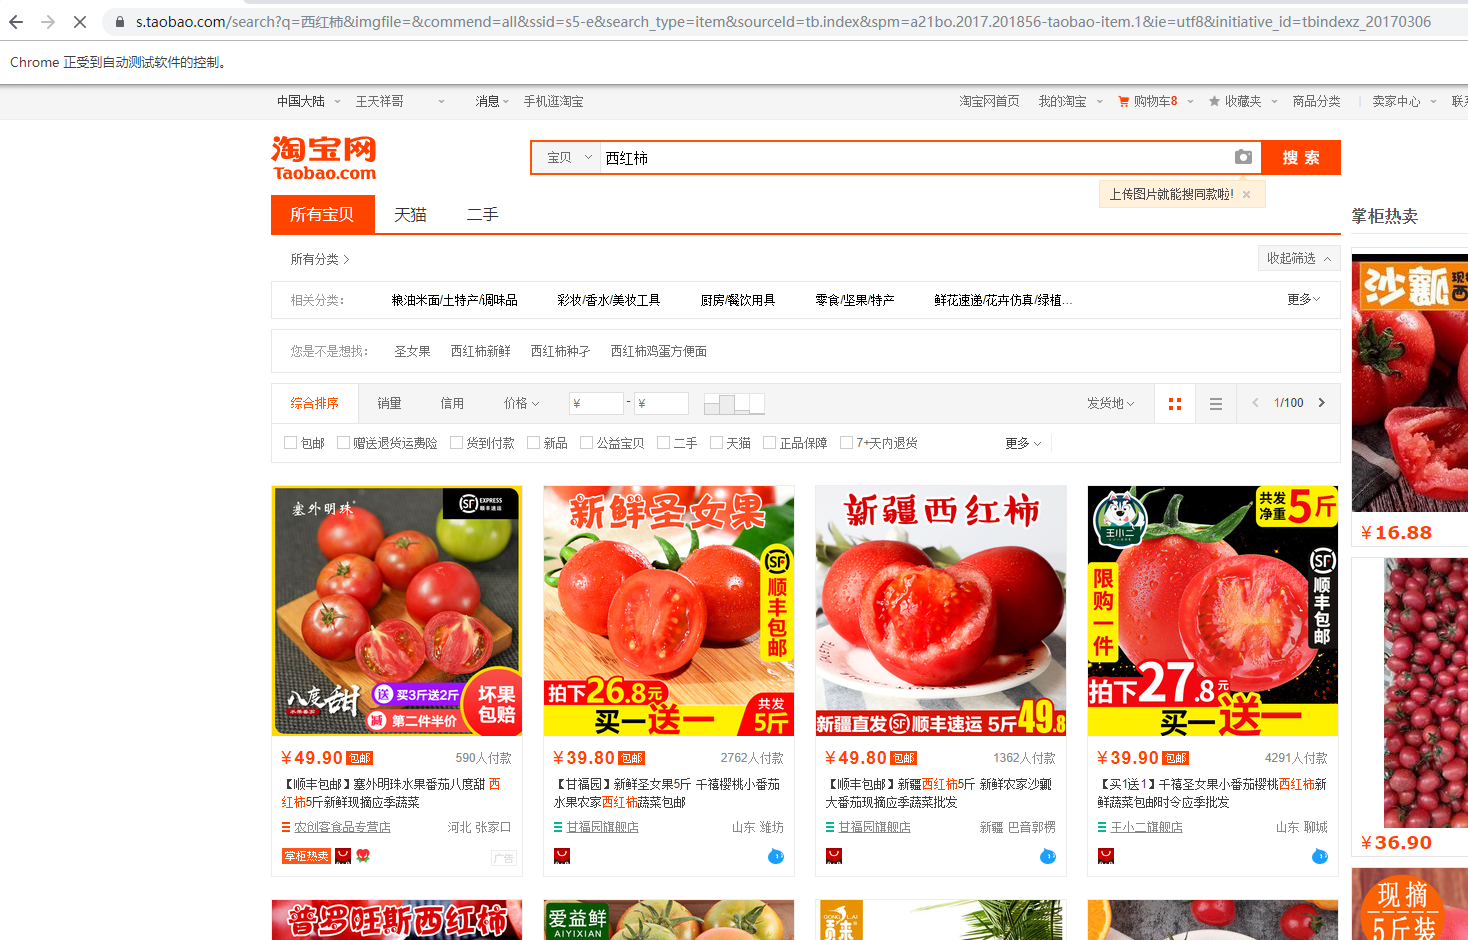 s.taobao.com/search?q=西红柿&imgfile=&commend=all&ssid=s5-e&search_type=item&sourceId=tb.index&spm=a21bo.2017.201856-taobao-item.1&ie=utf8&initiative_id=tbindexz_20170306
Chrome 正受到自动测试软件的控制。
中国大陆 王天祥哥 消息 手机逛淘宝 淘宝网首页 我的淘宝 购物车8 收藏夹 商品分类 卖家中心 联系
淘宝网
Taobao.com
宝贝 西红柿 搜索
上传图片就能搜同款啦!
所有宝贝 天猫 二手 掌柜热卖
所有分类 收起筛选
相关分类： 粮油米面/土特产/调味品 彩妆/香水/美妆工具 厨房/餐饮用具 零食/坚果/特产 鲜花速递/花卉仿真/绿植... 更多
您是不是想找： 圣女果 西红柿新鲜 西红柿种子 西红柿鸡蛋方便面
综合排序 销量 信用 价格 ¥ - ¥ 发货地 1/100
包邮 赠送退货运费险 货到付款 新品 公益宝贝 二手 天猫 正品保障 7+天内退货 更多
塞外明珠
SF EXPRESS
顺丰速运
八度甜
送 买3斤送2斤
减 第二件半价
坏果
包赔
新鲜圣女果
SF
顺丰包邮
拍下26.8元
买一送一
共发
5斤
新疆西红柿
新疆直发 SF 顺丰速运 5斤 49.8
王小二
共发
净重 5斤
限购一件
SF
顺丰包邮
拍下27.8元
买一送一
沙瓤
¥49.90 包邮 590人付款
【顺丰包邮】塞外明珠水果番茄八度甜 西
红柿5斤新鲜现摘应季蔬菜
农创客食品专营店 河北 张家口
掌柜热卖 广告
¥39.80 包邮 2762人付款
【甘福园】新鲜圣女果5斤 千禧樱桃小番茄
水果农家西红柿蔬菜包邮
甘福园旗舰店 山东 潍坊
¥49.80 包邮 1362人付款
【顺丰包邮】新疆西红柿5斤 新鲜农家沙瓤
大番茄现摘应季蔬菜批发
甘福园旗舰店 新疆 巴音郭楞
¥39.90 包邮 4291人付款
【买1送1】千禧圣女果小番茄樱桃西红柿新
鲜蔬菜包邮时令应季批发
王小二旗舰店 山东 聊城
¥16.88
¥36.90
普罗旺斯西红柿
爱益鲜
AIYIXIAN
GONG LAI
现摘
5斤装